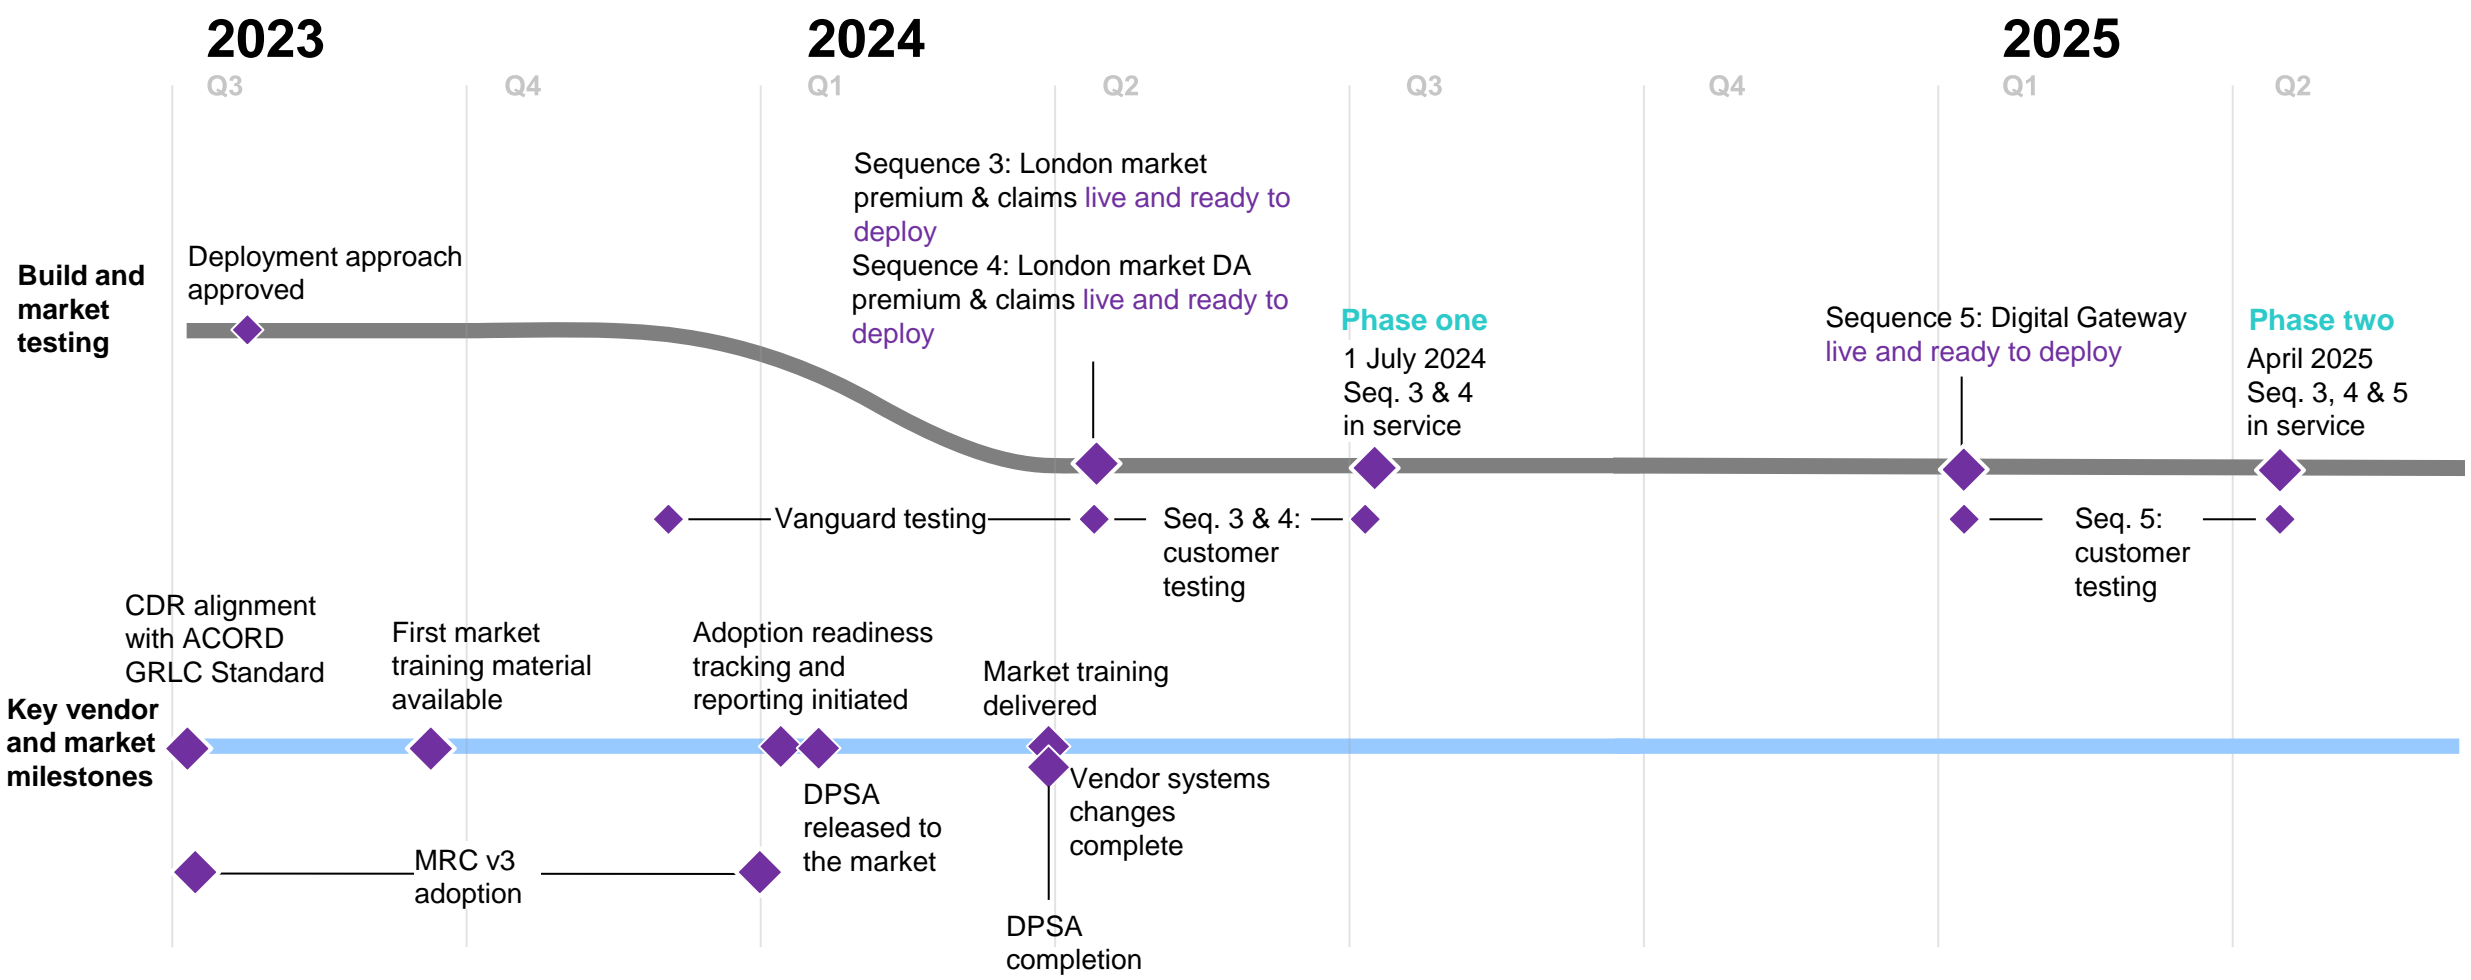 2023
2024
2025
Q3
Q4
Q1
Q2
Q3
Q4
Q1
Q2
Build and
market
testing
Deployment approach
approved
Sequence 3: London market
premium & claims live and ready to
deploy
Sequence 4: London market DA
premium & claims live and ready to
deploy
Phase one
1 July 2024
Seq. 3 & 4
in service
Sequence 5: Digital Gateway
live and ready to deploy
Phase two
April 2025
Seq. 3, 4 & 5
in service
Vanguard testing
Seq. 3 & 4:
customer
testing
Seq. 5:
customer
testing
Key vendor
and market
milestones
CDR alignment
with ACORD
GRLC Standard
First market
training material
available
Adoption readiness
tracking and
reporting initiated
Market training
delivered
DPSA
released to
the market
Vendor systems
changes
complete
MRC v3
adoption
DPSA
completion